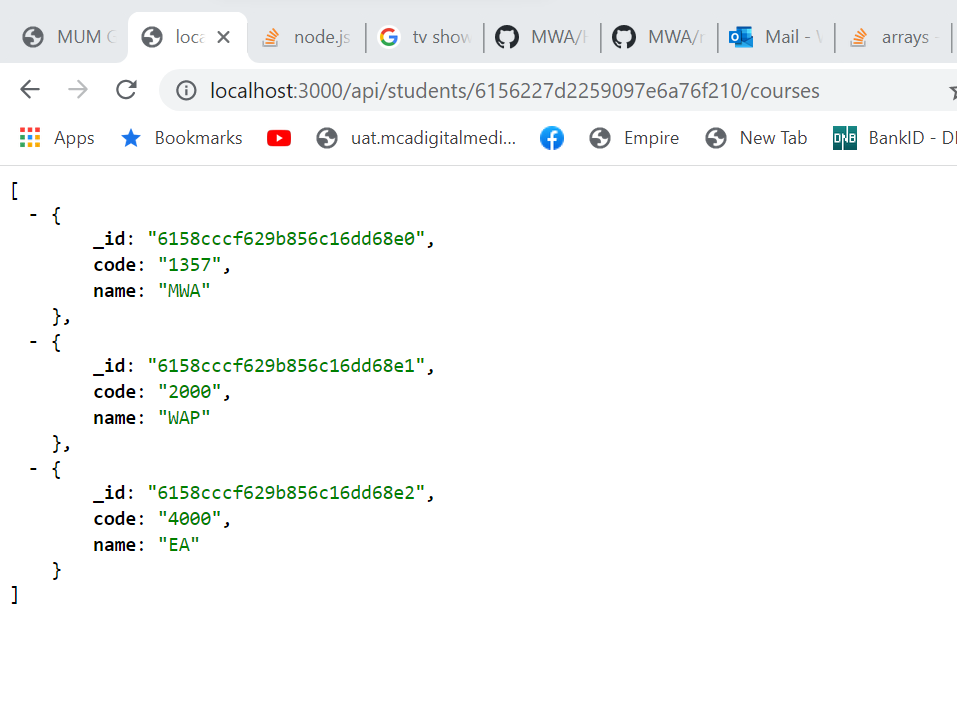 MUM G loca node.js tv show MWA/ MWA/ Mail - arrays -
localhost:3000/api/students/6156227d2259097e6a76f210/courses
Apps Bookmarks uat.mcadigitalmedi... Empire New Tab DNB BankID - D
[
- {
_id: "6158cccf629b856c16dd68e0",
code: "1357",
name: "MWA"
},
- {
_id: "6158cccf629b856c16dd68e1",
code: "2000",
name: "WAP"
},
- {
_id: "6158cccf629b856c16dd68e2",
code: "4000",
name: "EA"
}
]